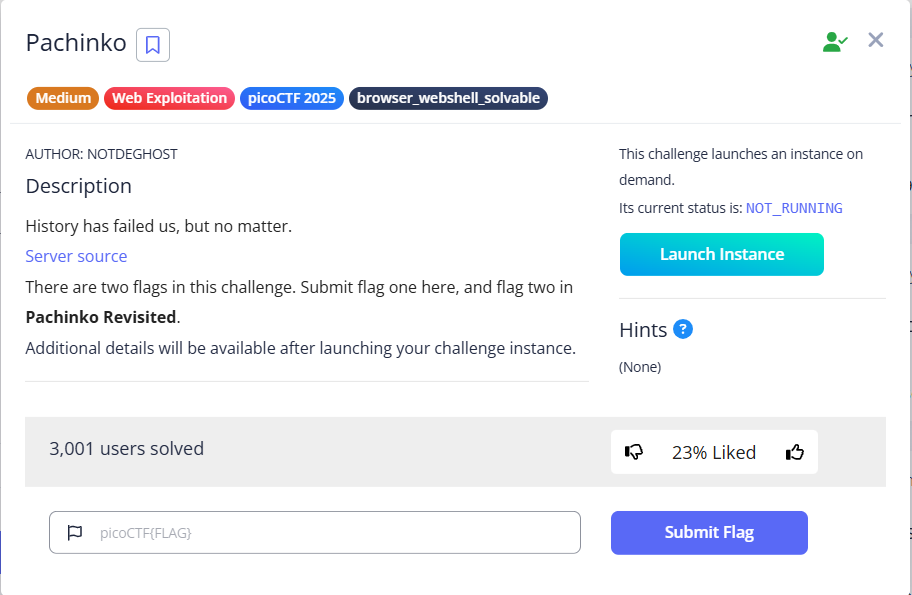 Pachinko
Medium Web Exploitation picoCTF 2025 browser_webshell_solvable
AUTHOR: NOTDEGHOST
Description
History has failed us, but no matter.
Server source
There are two flags in this challenge. Submit flag one here, and flag two in
Pachinko Revisited.
Additional details will be available after launching your challenge instance.
This challenge launches an instance on
demand.
Its current status is: NOT_RUNNING
Launch Instance
Hints ?
(None)
3,001 users solved
23% Liked
picoCTF{FLAG}
Submit Flag